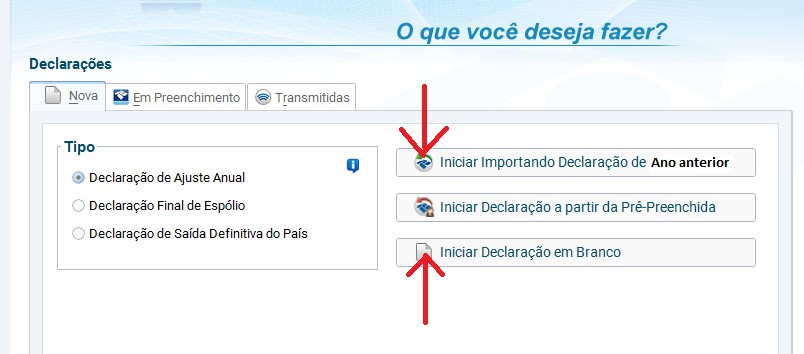 O que você deseja fazer?
Declarações
Nova
Em Preenchimento
Transmitidas
Tipo
Declaração de Ajuste Anual
Declaração Final de Espólio
Declaração de Saída Definitiva do País
Iniciar Importando Declaração de Ano anterior
Iniciar Declaração a partir da Pré-Preenchida
Iniciar Declaração em Branco